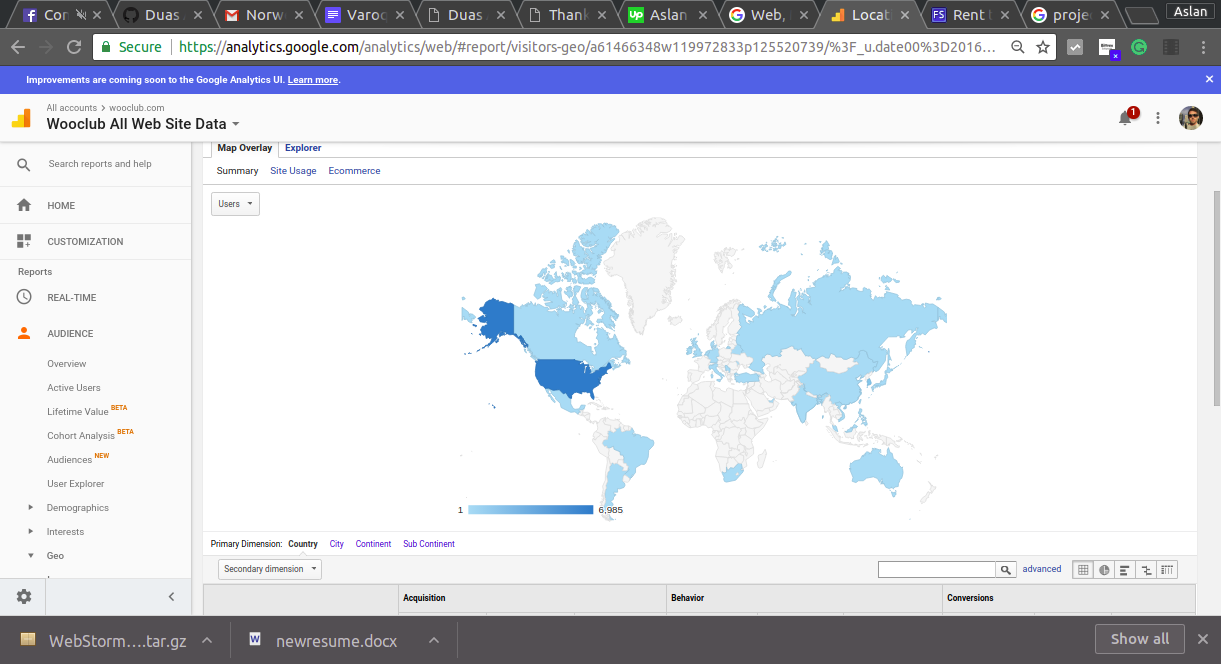 Con
Duas
Norw
Varoq
Duas
Thank
Aslan
Web,
Locat
Rent
proje
Aslan
Secure
https://analytics.google.com/analytics/web/#report/visitors-geo/a61466348w119972833p125520739/%3F_u.date00%3D2016...
Improvements are coming soon to the Google Analytics UI. Learn more.
All accounts > wooclub.com
Wooclub All Web Site Data
1
Search reports and help
HOME
CUSTOMIZATION
Reports
REAL-TIME
AUDIENCE
Overview
Active Users
Lifetime Value BETA
Cohort Analysis BETA
Audiences NEW
User Explorer
Demographics
Interests
Geo
Map Overlay
Explorer
Summary
Site Usage
Ecommerce
Users
1
6,985
Primary Dimension:
Country
City
Continent
Sub Continent
Secondary dimension
advanced
Acquisition
Behavior
Conversions
WebStorm....tar.gz
newresume.docx
Show all